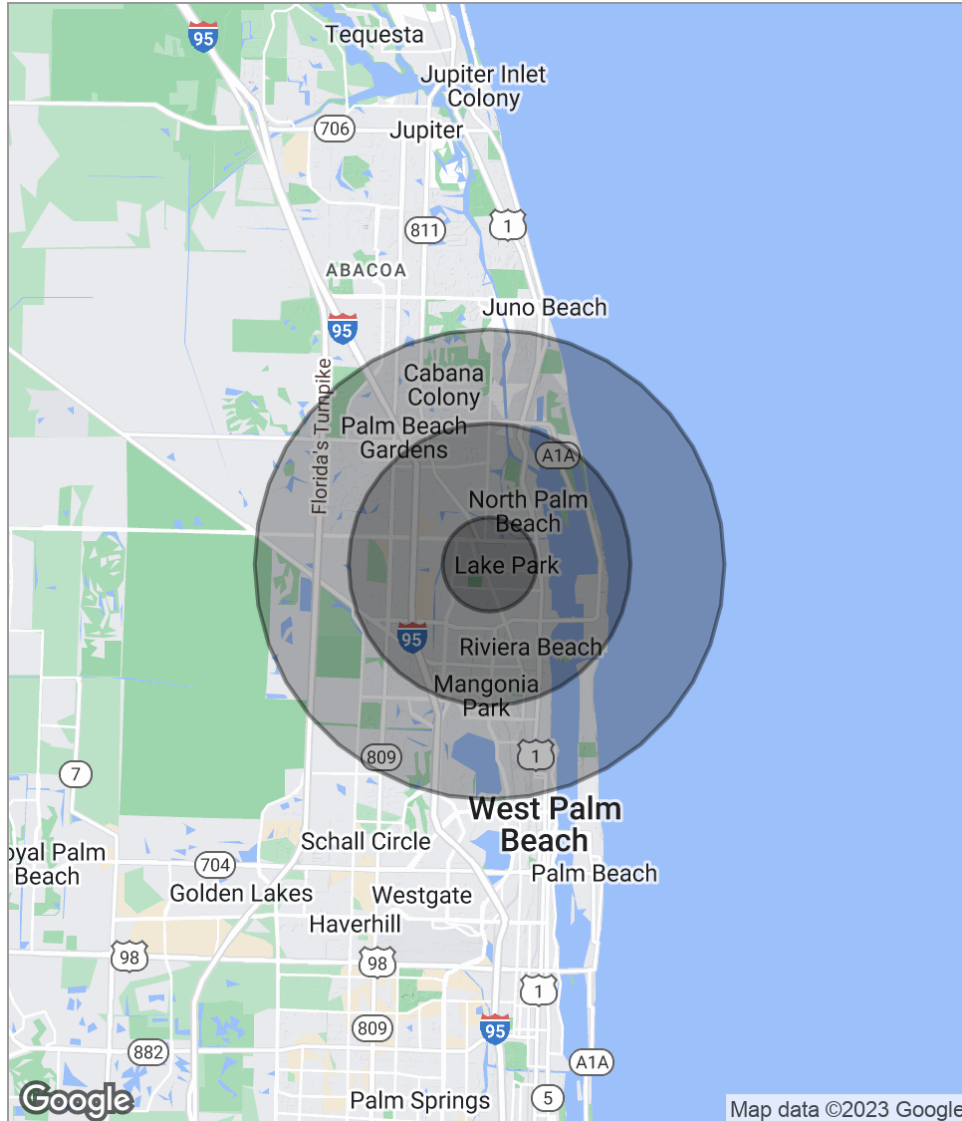 95
Tequesta
Jupiter Inlet
Colony
706
Jupiter
1
811
ABACOA
Juno Beach
95
Cabana
Colony
Florida's Turnpike
Palm Beach
Gardens
A1A
North Palm
Beach
Lake Park
95
Riviera Beach
Mangonia
Park
809
1
7
West Palm
Beach
Schall Circle
oyal Palm
Beach
704
Palm Beach
Golden Lakes
Westgate
Haverhill
98
98
1
809
95
882
A1A
Google
Palm Springs
5
Map data ©2023 Google